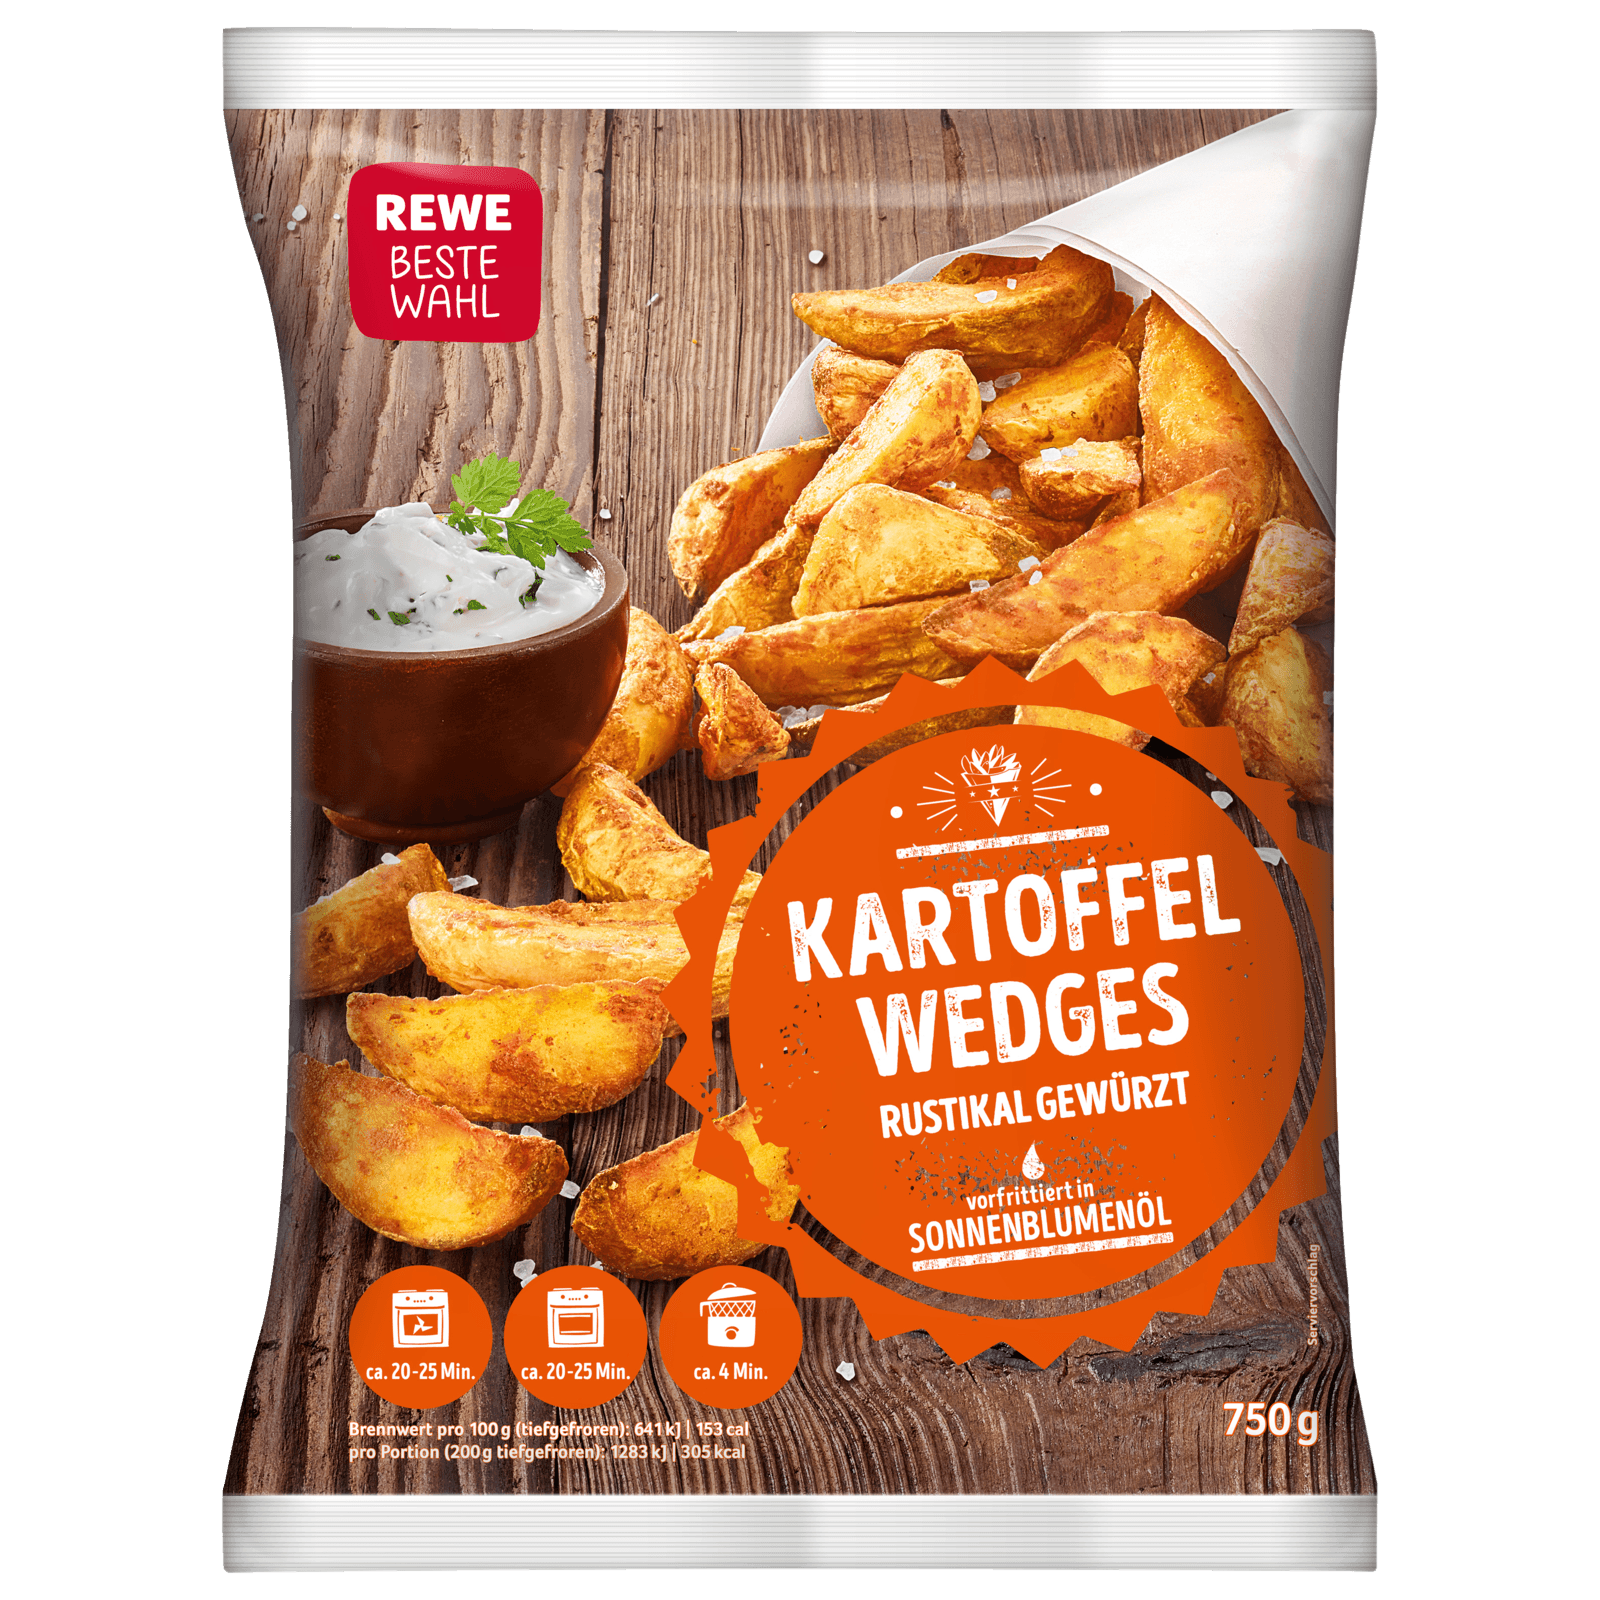 REWE
BESTE
WAHL
KARTOFFEL
WEDGES
RUSTIKAL GEWÜRZT
vorfrittiert in
SONNENBLUMENÖL
Serviervorschlag
ca. 20-25 Min.
ca. 20-25 Min.
ca. 4 Min.
Brennwert pro 100 g (tiefgefroren): 641 kJ | 153 cal
pro Portion (200 g tiefgefroren): 1283 kJ | 305 kcal
750 g